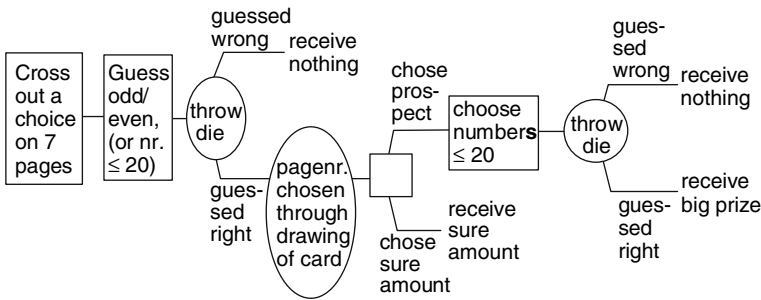 Cross
out a
choice
on 7
pages
Guess
odd/
even,
(or nr.
≤ 20)
throw
die
guessed
wrong
receive
nothing
gues-
sed
right
pagenr.
chosen
through
drawing
of card
chose
pros-
pect
chose
sure
amount
receive
sure
amount
choose
numbers
≤ 20
throw
die
gues-
sed
wrong
receive
nothing
gues-
sed
right
receive
big prize